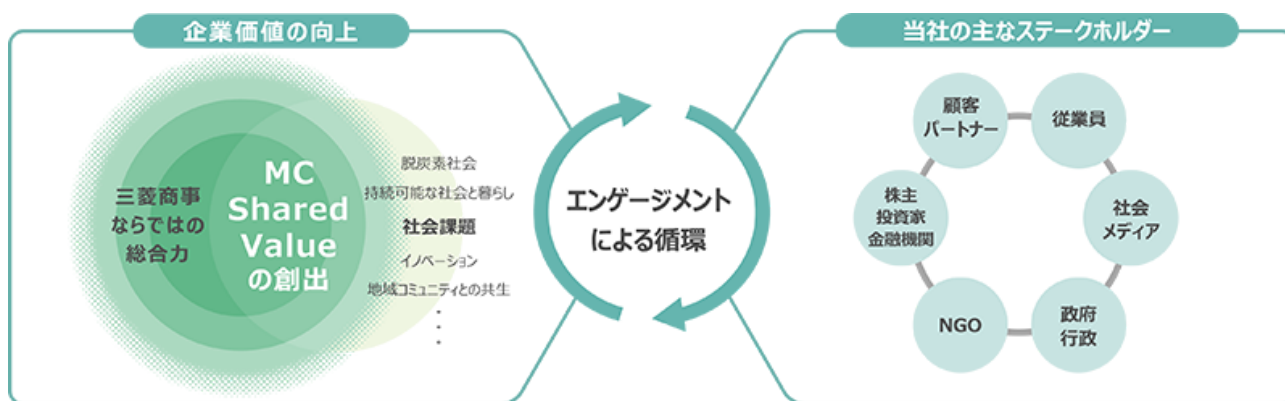 企業価値の向上
三菱商事
ならではの
総合力
MC
Shared
Value
の創出
脱炭素社会
持続可能な社会と暮らし
社会課題
イノベーション
地域コミュニティとの共生
・
・
・
エンゲージメント
による循環
当社の主なステークホルダー
顧客
パートナー
従業員
株主
投資家
金融機関
社会
メディア
NGO
政府
行政